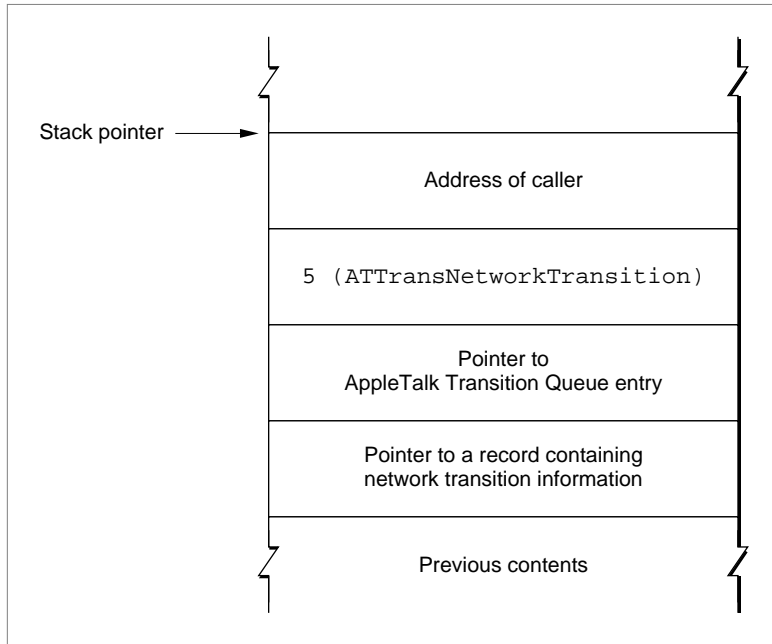 Stack pointer
Address of caller
5 (ATTransNetworkTransition)
Pointer to
AppleTalk Transition Queue entry
Pointer to a record containing
network transition information
Previous contents